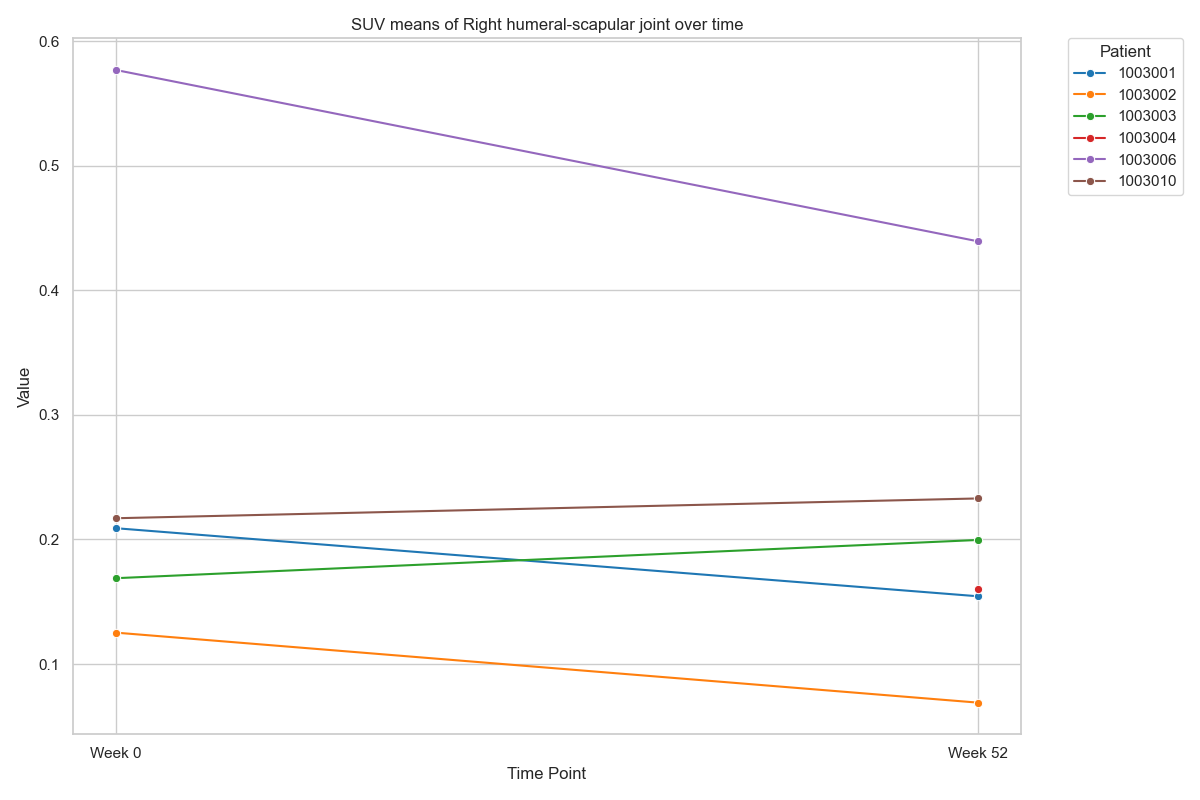 SUV means of Right humeral-scapular joint over time
Patient
1003001
1003002
1003003
1003004
1003006
1003010
Value
0.6
0.5
0.4
0.3
0.2
0.1
Week 0
Week 52
Time Point